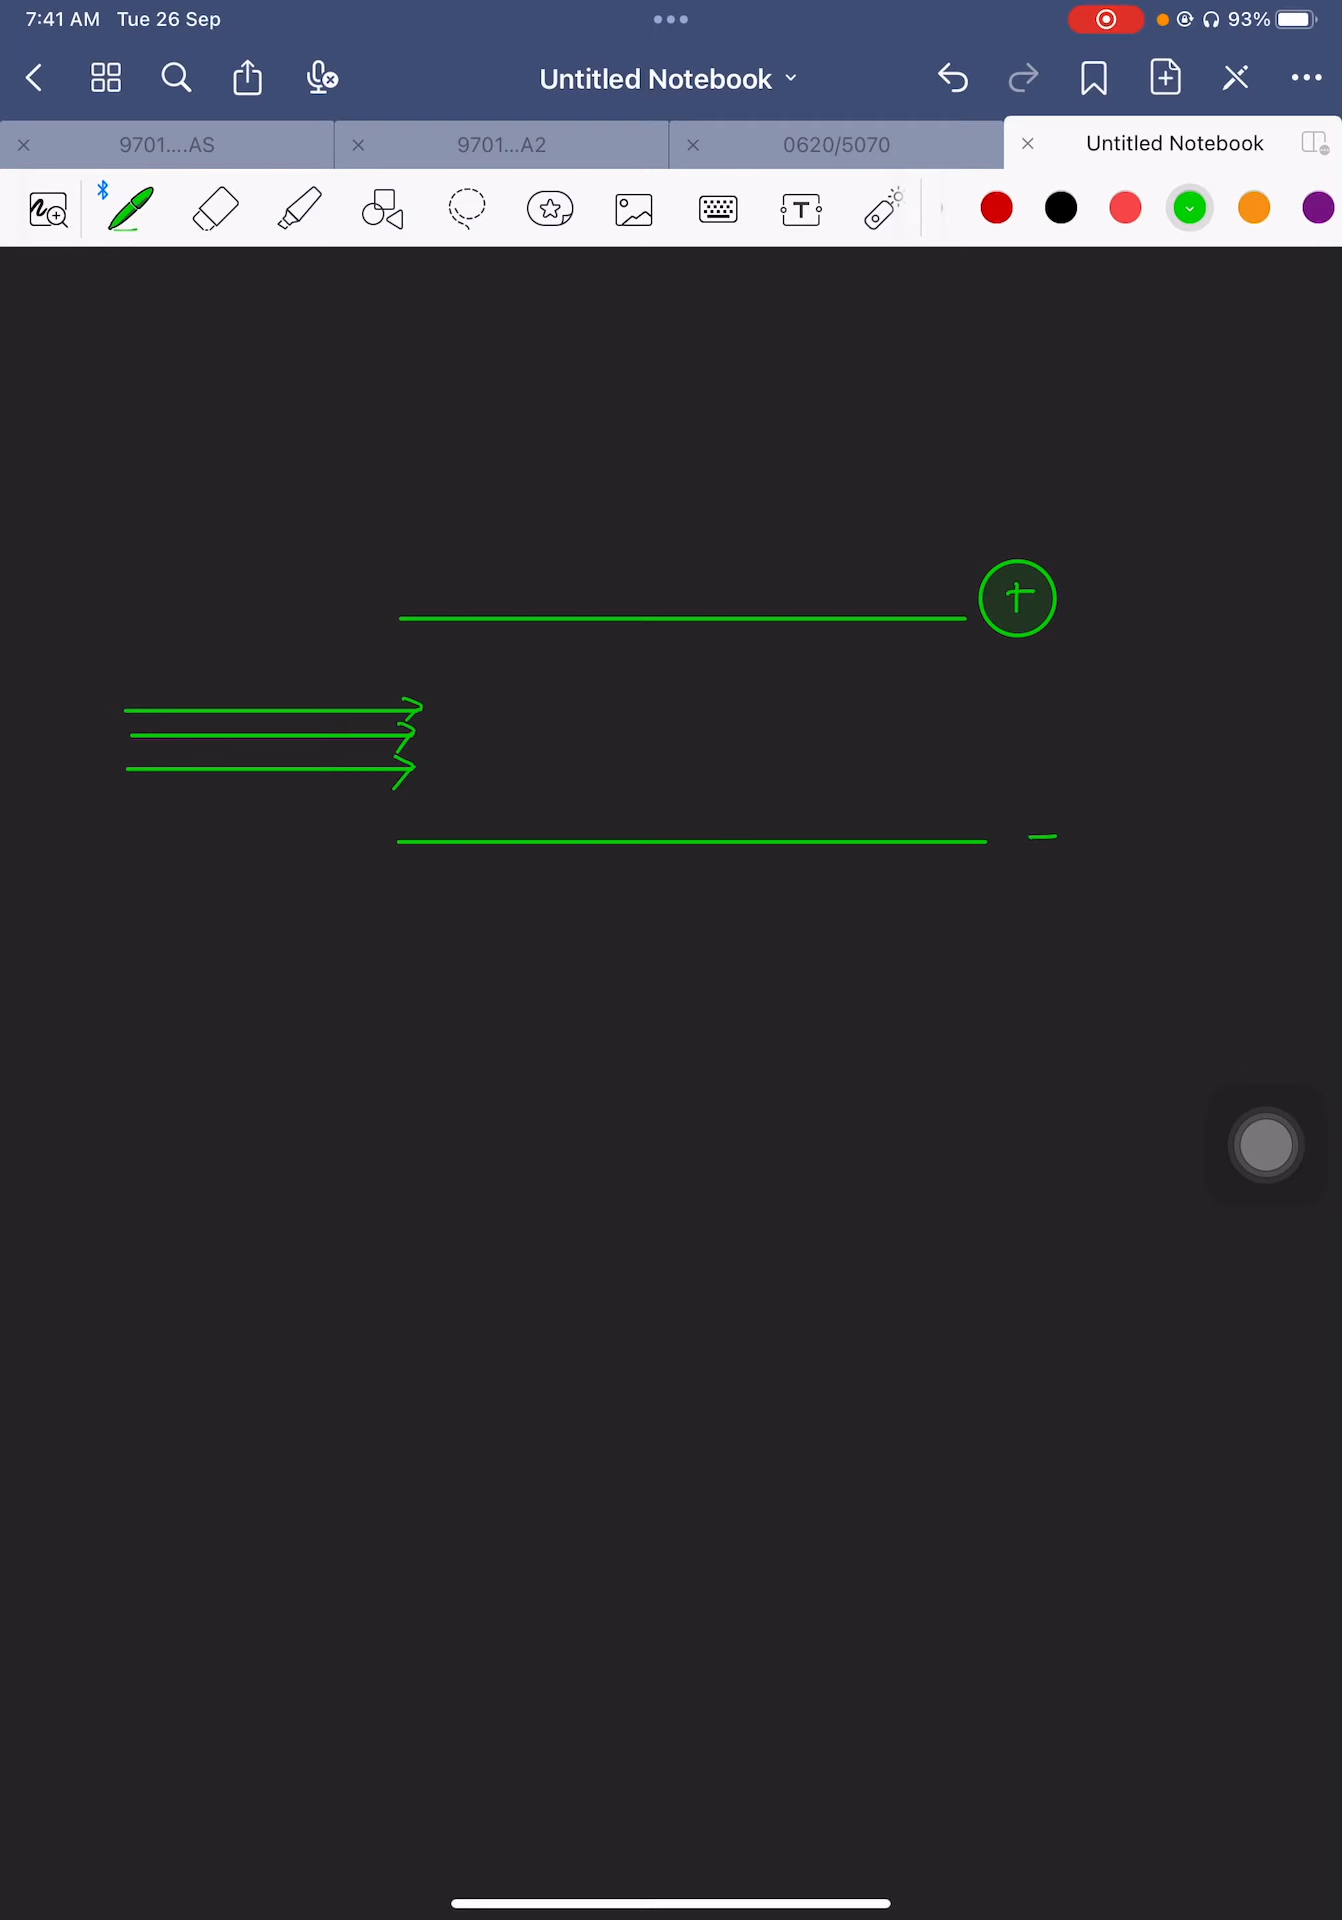 7:41 AM Tue 26 Sep 93%
Untitled Notebook
9701....AS 9701...A2 0620/5070 Untitled Notebook
T
+
−